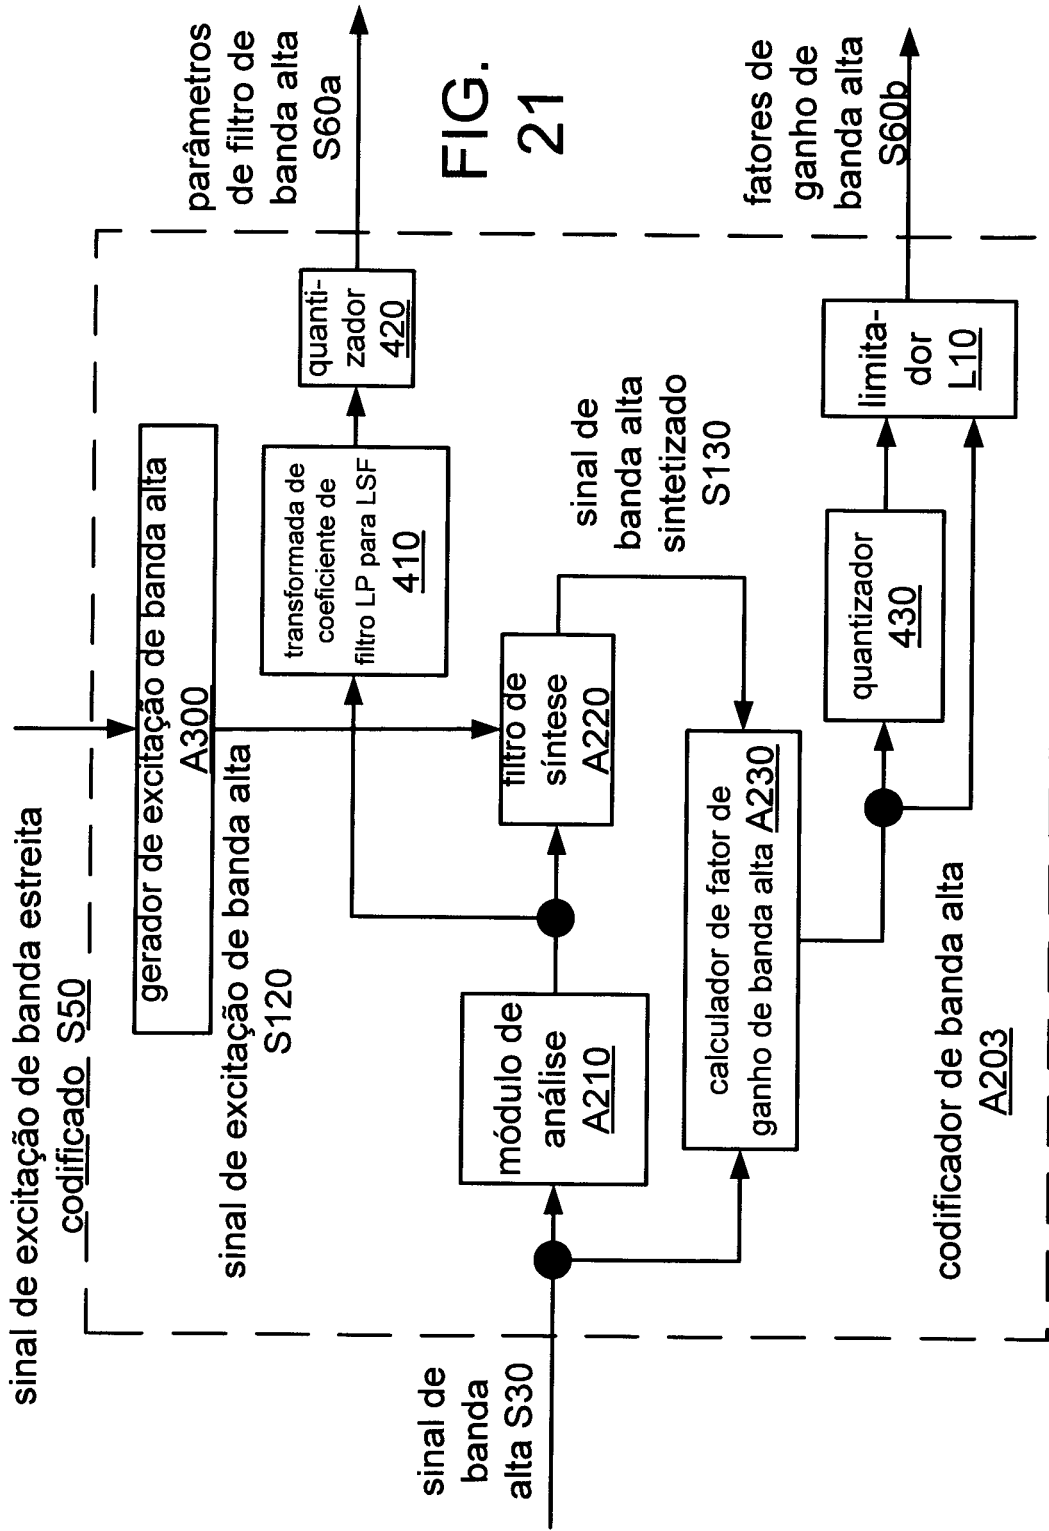 sinal de excitação de banda estreita
codificado S50
gerador de excitação de banda alta
A300
sinal de excitação de banda alta
S120
parâmetros
de filtro de
banda alta
S60a
transformada de
coeficiente de
filtro LP para LSF
410
quanti-
zador
420
FIG.
21
sinal de
banda
alta S30
módulo de
análise
A210
filtro de
síntese
A220
sinal de
banda alta
sintetizado
S130
calculador de fator de
ganho de banda alta A230
quantizador
430
limita-
dor
L10
fatores de
ganho de
banda alta
S60b
codificador de banda alta
A203